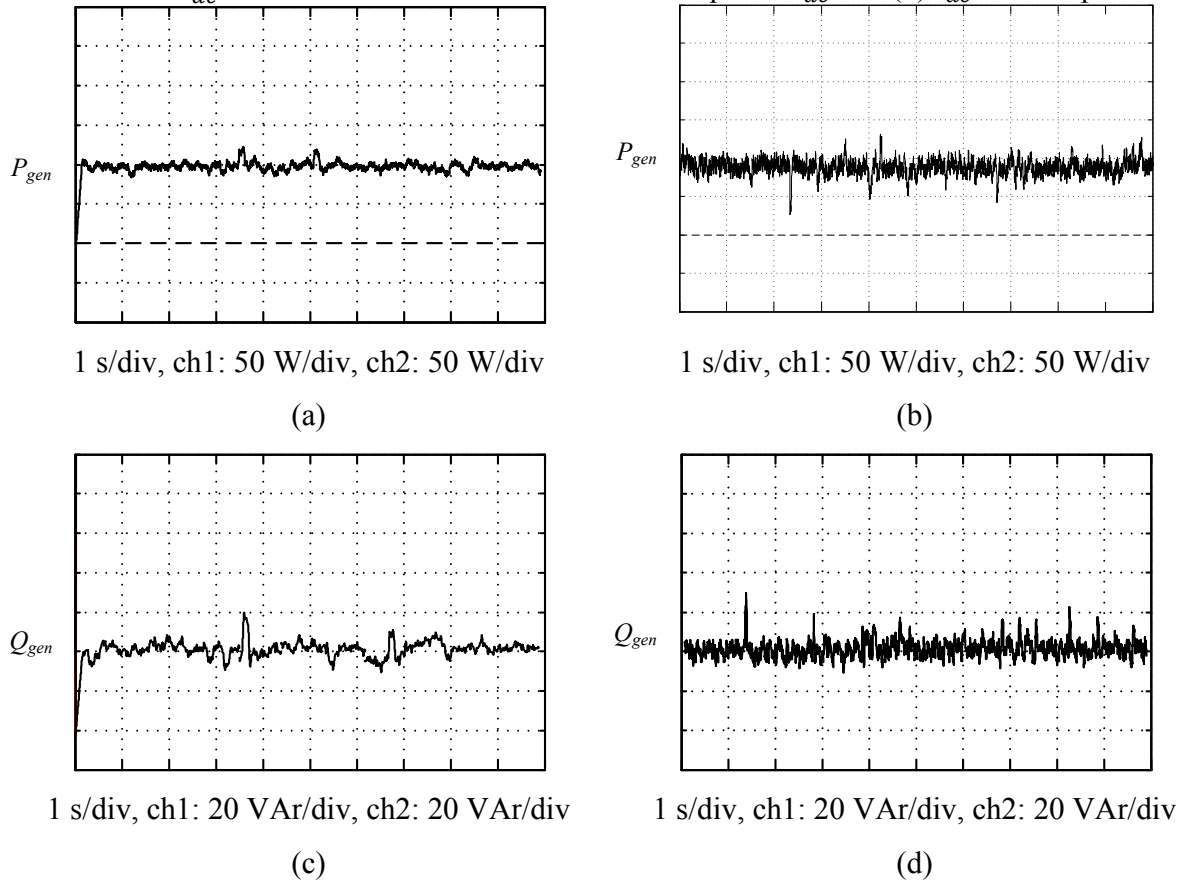 P_gen
P_gen
1 s/div, ch1: 50 W/div, ch2: 50 W/div
1 s/div, ch1: 50 W/div, ch2: 50 W/div
(a)
(b)
Q_gen
Q_gen
1 s/div, ch1: 20 VAr/div, ch2: 20 VAr/div
1 s/div, ch1: 20 VAr/div, ch2: 20 VAr/div
(c)
(d)